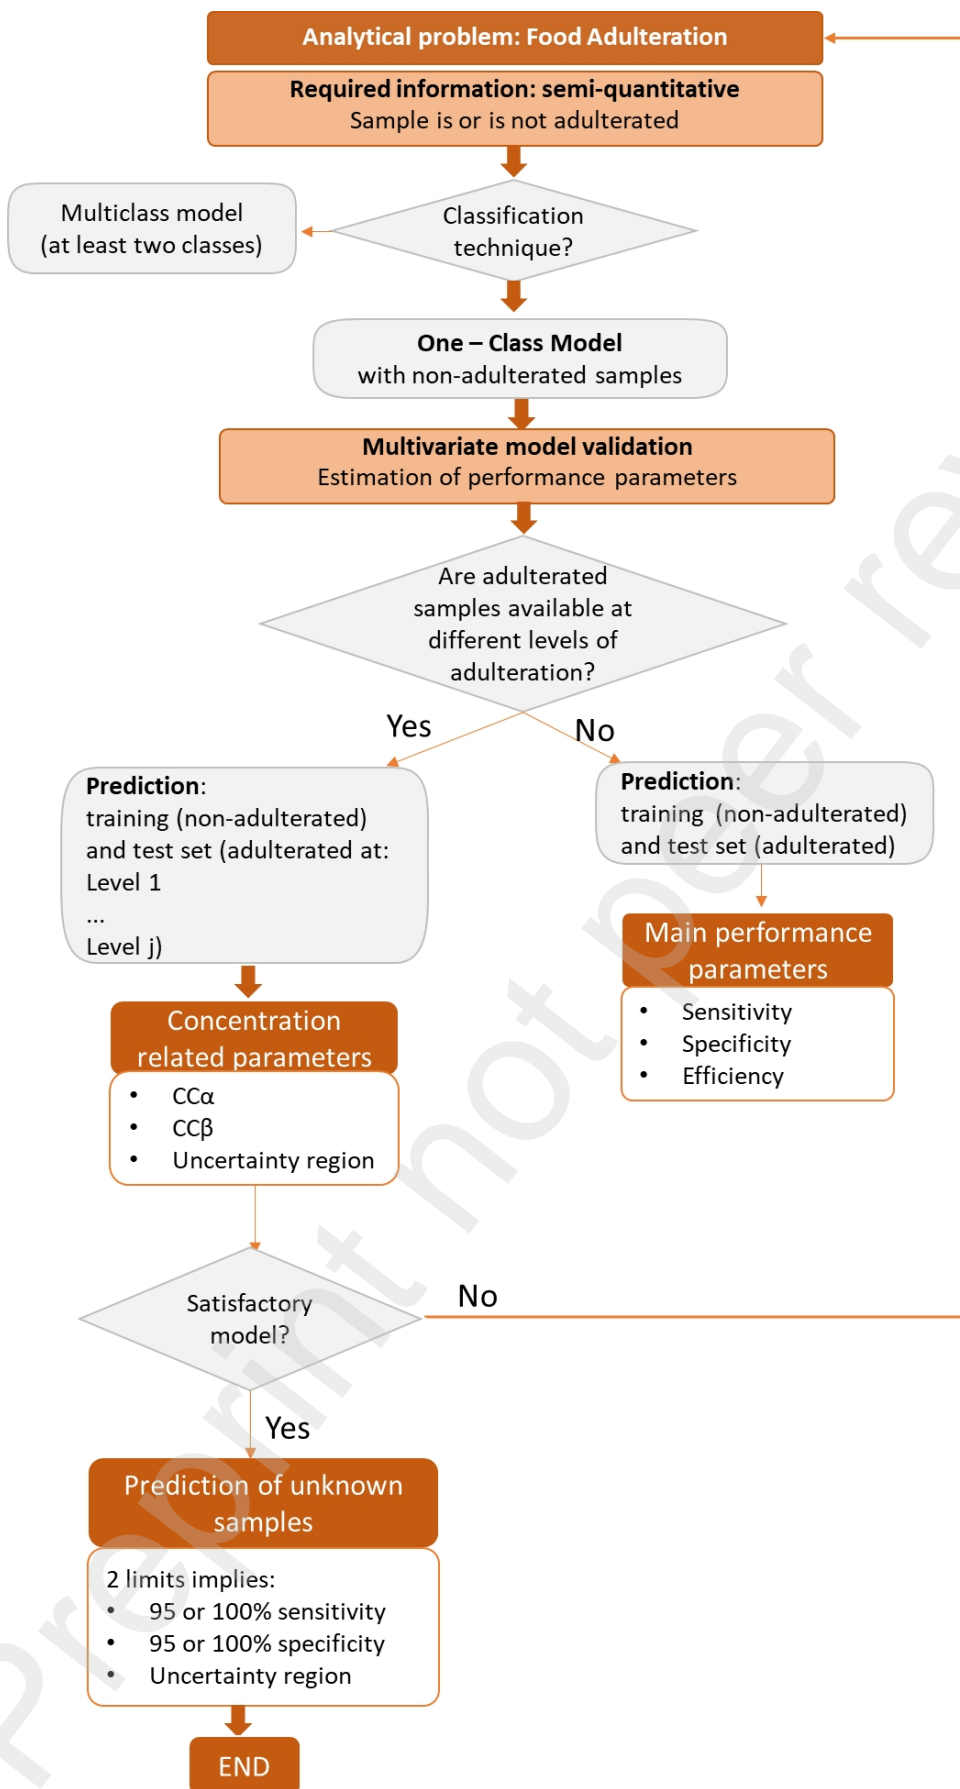 Analytical problem: Food Adulteration
Required information: semi-quantitative
Sample is or is not adulterated
Classification
technique?
Multiclass model
(at least two classes)
One – Class Model
with non-adulterated samples
Multivariate model validation
Estimation of performance parameters
Are adulterated
samples available at
different levels of
adulteration?
Yes
No
Prediction:
training (non-adulterated)
and test set (adulterated at:
Level 1
...
Level j)
Prediction:
training (non-adulterated)
and test set (adulterated)
Main performance
parameters
• Sensitivity
• Specificity
• Efficiency
Concentration
related parameters
• CCα
• CCβ
• Uncertainty region
Satisfactory
model?
No
Yes
Prediction of unknown
samples
2 limits implies:
• 95 or 100% sensitivity
• 95 or 100% specificity
• Uncertainty region
END
Preprint not peer rev